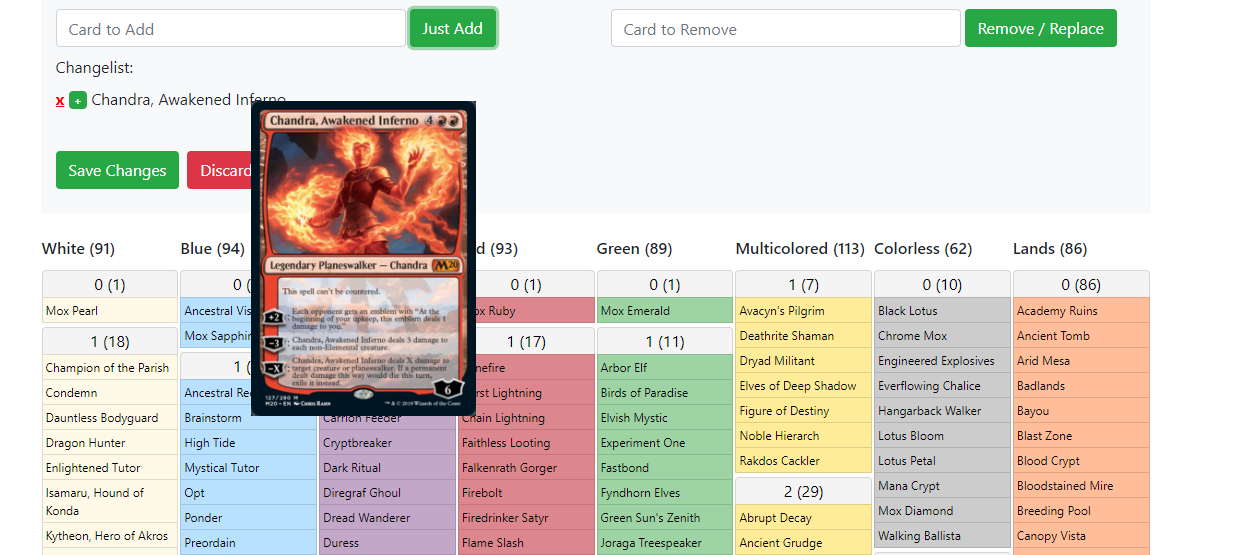 Card to Add
Just Add
Card to Remove
Remove / Replace
Changelist:
x + Chandra, Awakened Inferno
Save Changes
Discard
Chandra, Awakened Inferno 4
Legendary Planeswalker — Chandra M20
This spell can't be countered.
+2: Each opponent gets an emblem with "At the
beginning of your upkeep, this emblem deals 1
damage to you."
−3: Chandra, Awakened Inferno deals 3 damage to
each non-Elemental creature.
−X: Chandra, Awakened Inferno deals X damage to
target creature or planeswalker. If a permanent
dealt damage this way would die this turn,
exile it instead.
6
127/280 M
M20 • EN Chris Rahn
™ & © 2019 Wizards of the Coast
White (91)
0 (1)
Mox Pearl
1 (18)
Champion of the Parish
Condemn
Dauntless Bodyguard
Dragon Hunter
Enlightened Tutor
Isamaru, Hound of
Konda
Kytheon, Hero of Akros
Blue (94)
0 (
Ancestral Vis
Mox Sapphir
1 (
Ancestral Re
Brainstorm
High Tide
Mystical Tutor
Opt
Ponder
Preordain
Carrion Feeder
Cryptbreaker
Dark Ritual
Diregraf Ghoul
Dread Wanderer
Duress
d (93)
0 (1)
ox Ruby
1 (17)
nefire
rst Lightning
Chain Lightning
Faithless Looting
Falkenrath Gorger
Firebolt
Firedrinker Satyr
Flame Slash
Green (89)
0 (1)
Mox Emerald
1 (11)
Arbor Elf
Birds of Paradise
Elvish Mystic
Experiment One
Fastbond
Fyndhorn Elves
Green Sun's Zenith
Joraga Treespeaker
Multicolored (113)
1 (7)
Avacyn's Pilgrim
Deathrite Shaman
Dryad Militant
Elves of Deep Shadow
Figure of Destiny
Noble Hierarch
Rakdos Cackler
2 (29)
Abrupt Decay
Ancient Grudge
Colorless (62)
0 (10)
Black Lotus
Chrome Mox
Engineered Explosives
Everflowing Chalice
Hangarback Walker
Lotus Bloom
Lotus Petal
Mana Crypt
Mox Diamond
Walking Ballista
Lands (86)
0 (86)
Academy Ruins
Ancient Tomb
Arid Mesa
Badlands
Bayou
Blast Zone
Blood Crypt
Bloodstained Mire
Breeding Pool
Canopy Vista